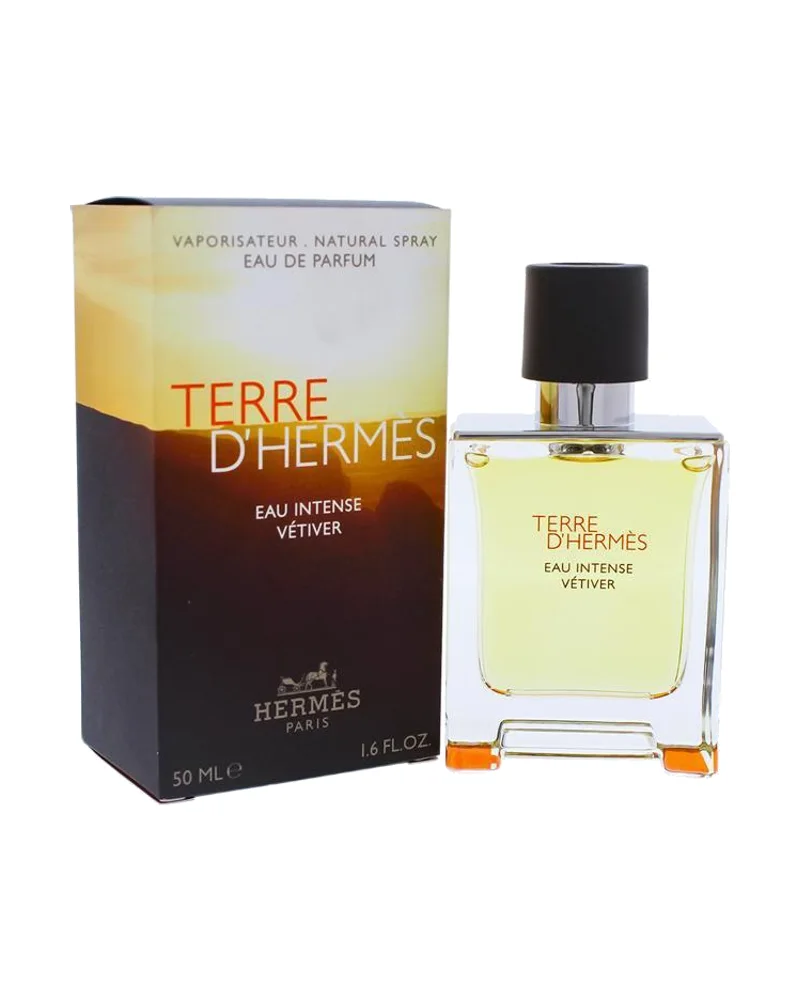 VAPORISATEUR . NATURAL SPRAY
EAU DE PARFUM
TERRE
D'HERMÈS
EAU INTENSE
VÉTIVER
HERMÈS
PARIS
50 ML ℮
1.6 FL.OZ.
TERRE
D'HERMÈS
EAU INTENSE
VÉTIVER